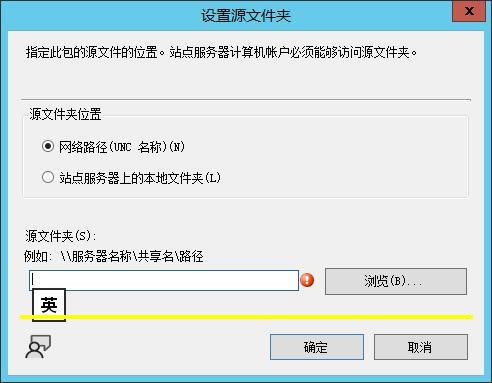 设置源文件夹
x
指定此包的源文件的位置。站点服务器计算机帐户必须能够访问源文件夹。
源文件夹位置
网络路径(UNC 名称)(N)
站点服务器上的本地文件夹(L)
源文件夹(S):
例如: \\服务器名称\共享名\路径
浏览(B)...
英
确定
取消